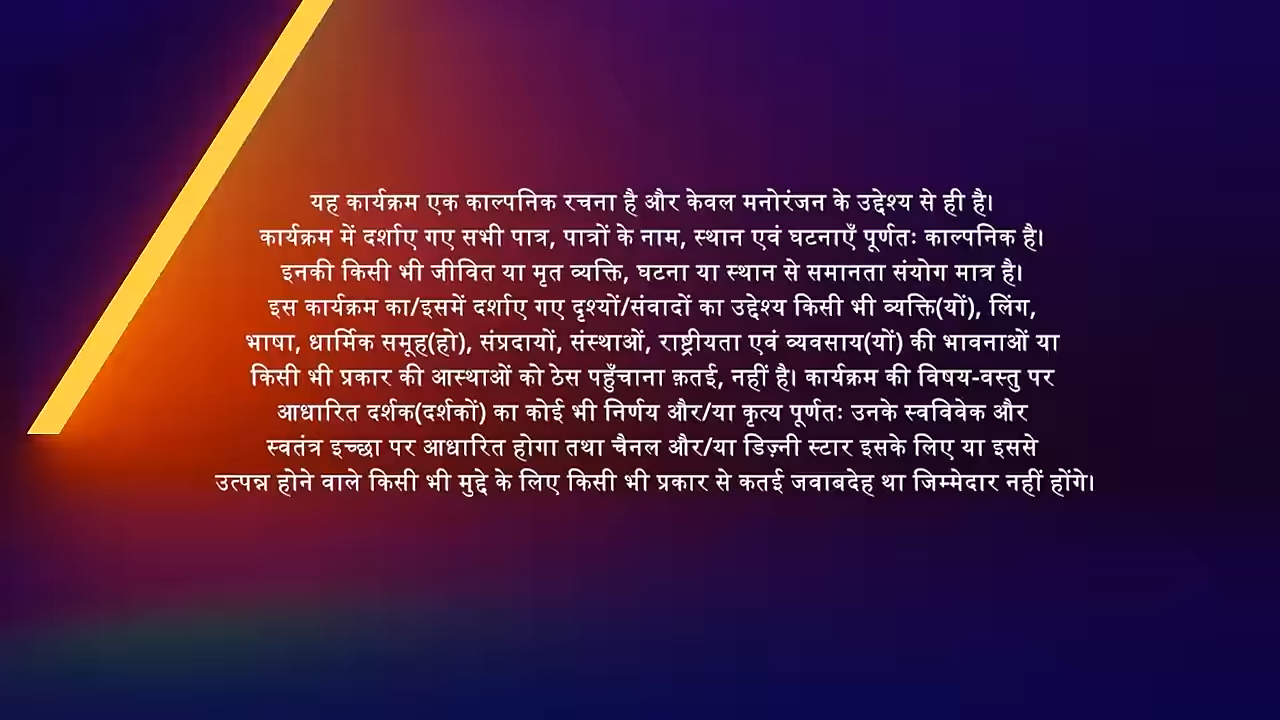 यह कार्यक्रम एक काल्पनिक रचना है और केवल मनोरंजन के उद्देश्य से ही है।
कार्यक्रम में दर्शाए गए सभी पात्र, पात्रों के नाम, स्थान एवं घटनाएँ पूर्णतः काल्पनिक है।
इनकी किसी भी जीवित या मृत व्यक्ति, घटना या स्थान से समानता संयोग मात्र है।
इस कार्यक्रम का/इसमें दर्शाए गए दृश्यों/संवादों का उद्देश्य किसी भी व्यक्ति(यों), लिंग,
भाषा, धार्मिक समूह(हो), संप्रदायों, संस्थाओं, राष्ट्रीयता एवं व्यवसाय(यों) की भावनाओं या
किसी भी प्रकार की आस्थाओं को ठेस पहुँचाना क़तई, नहीं है। कार्यक्रम की विषय-वस्तु पर
आधारित दर्शक(दर्शकों) का कोई भी निर्णय और/या कृत्य पूर्णतः उनके स्वविवेक और
स्वतंत्र इच्छा पर आधारित होगा तथा चैनल और/या डिज़्नी स्टार इसके लिए या इससे
उत्पन्न होने वाले किसी भी मुद्दे के लिए किसी भी प्रकार से कतई जवाबदेह था जिम्मेदार नहीं होंगे।